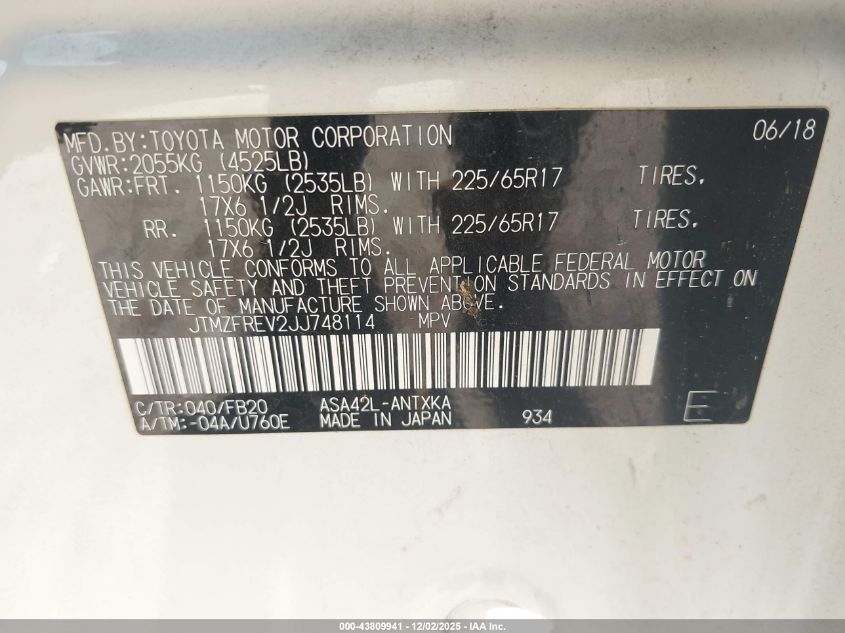 MFD.BY:TOYOTA MOTOR CORPORATION 06/18
GVWR:2055KG (4525LB)
GAWR:FRT. 1150KG (2535LB) WITH 225/65R17 TIRES.
17X6 1/2J RIMS.
RR. 1150KG (2535LB) WITH 225/65R17 TIRES.
17X6 1/2J RIMS.
THIS VEHICLE CONFORMS TO ALL APPLICABLE FEDERAL MOTOR
VEHICLE SAFETY AND THEFT PREVENTION STANDARDS IN EFFECT ON
THE DATE OF MANUFACTURE SHOWN ABOVE.
JTMZFREV2JJ748114 MPV
C/TR:040/FB20 ASA42L-ANTXKA
A/TM:-04A/U760E MADE IN JAPAN 934 E
000-43809941 - 12/02/2025 - IAA Inc.